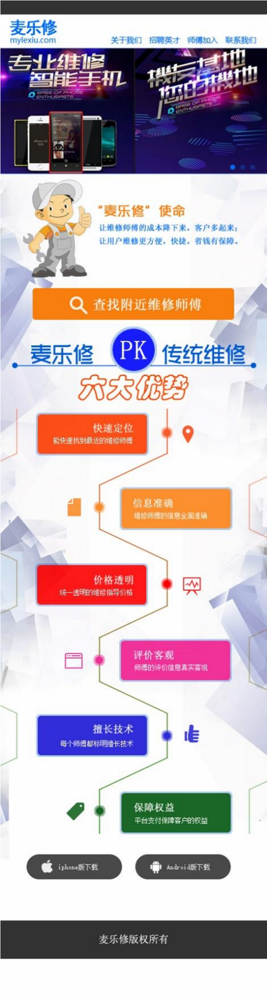 麦乐修
mylexiu.com
关于我们 招聘英才 师傅加入 联系我们
专业维修
智能手机
BASE OF PHONE
ENTHUSIASTS
機友基地
您的機地
BASE OF PHONE
ENTHUSIASTS
albums songs
iPhone
“麦乐修” 使命
让维修师傅的成本降下来，客户多起来；
让用户维修更方便，快捷，省钱有保障。
查找附近维修师傅
麦乐修 PK 传统维修
六大优势
快速定位
能快速找到最近的维修师傅
信息准确
维修师傅的信息全面准确
价格透明
统一透明的维修指导价格
评价客观
师傅的评价信息真实客观
擅长技术
每个师傅都标明擅长技术
保障权益
平台支付保障客户的权益
iphone版下载
Android版下载
麦乐修版权所有